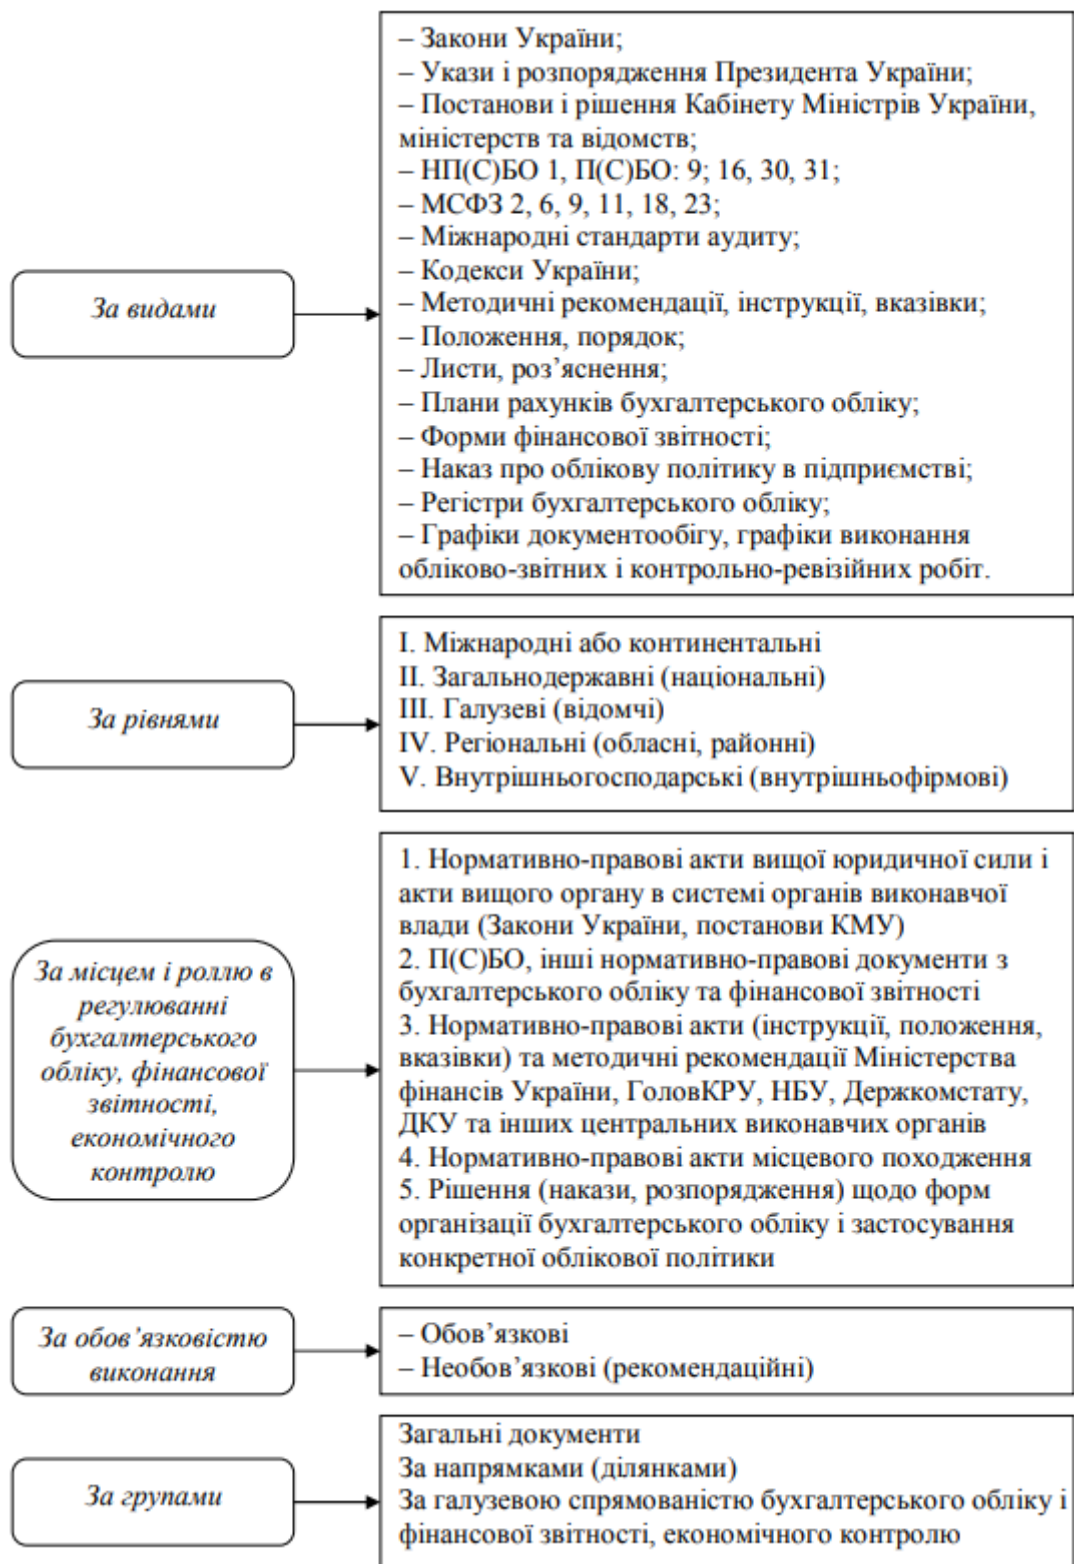 За видами
– Закони України;
– Укази і розпорядження Президента України;
– Постанови і рішення Кабінету Міністрів України,
міністерств та відомств;
– НП(С)БО 1, П(С)БО: 9; 16, 30, 31;
– МСФЗ 2, 6, 9, 11, 18, 23;
– Міжнародні стандарти аудиту;
– Кодекси України;
– Методичні рекомендації, інструкції, вказівки;
– Положення, порядок;
– Листи, роз’яснення;
– Плани рахунків бухгалтерського обліку;
– Форми фінансової звітності;
– Наказ про облікову політику в підприємстві;
– Регістри бухгалтерського обліку;
– Графіки документообігу, графіки виконання
обліково-звітних і контрольно-ревізійних робіт.
За рівнями
I. Міжнародні або континентальні
II. Загальнодержавні (національні)
III. Галузеві (відомчі)
IV. Регіональні (обласні, районні)
V. Внутрішньогосподарські (внутрішньофірмові)
За місцем і роллю в
регулюванні
бухгалтерського
обліку, фінансової
звітності,
економічного
контролю
1. Нормативно-правові акти вищої юридичної сили і
акти вищого органу в системі органів виконавчої
влади (Закони України, постанови КМУ)
2. П(С)БО, інші нормативно-правові документи з
бухгалтерського обліку та фінансової звітності
3. Нормативно-правові акти (інструкції, положення,
вказівки) та методичні рекомендації Міністерства
фінансів України, ГоловКРУ, НБУ, Держкомстату,
ДКУ та інших центральних виконавчих органів
4. Нормативно-правові акти місцевого походження
5. Рішення (накази, розпорядження) щодо форм
організації бухгалтерського обліку і застосування
конкретної облікової політики
За обов’язковістю
виконання
– Обов’язкові
– Необов’язкові (рекомендаційні)
За групами
Загальні документи
За напрямками (ділянками)
За галузевою спрямованістю бухгалтерського обліку і
фінансової звітності, економічного контролю